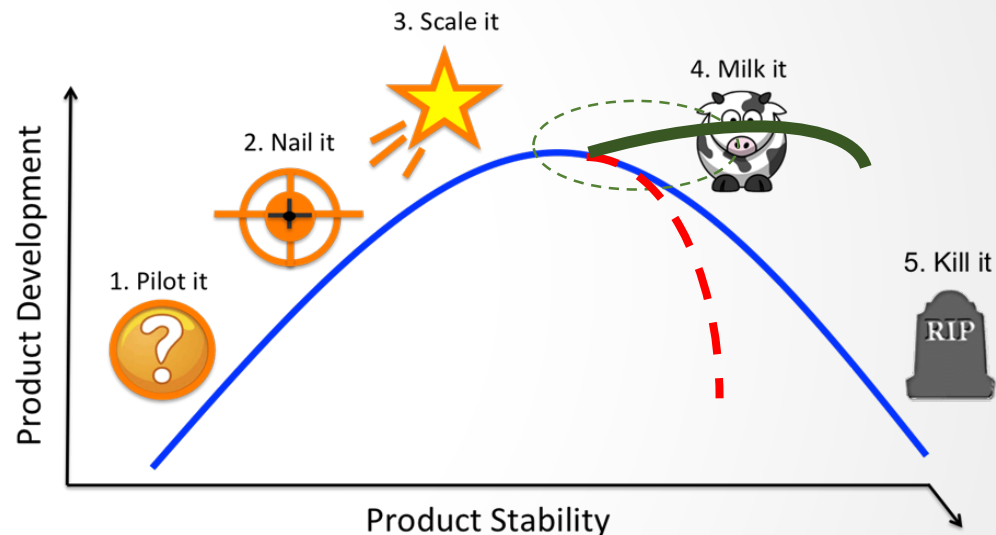 3. Scale it
4. Milk it
2. Nail it
1. Pilot it
5. Kill it
RIP
Product Development
Product Stability
?